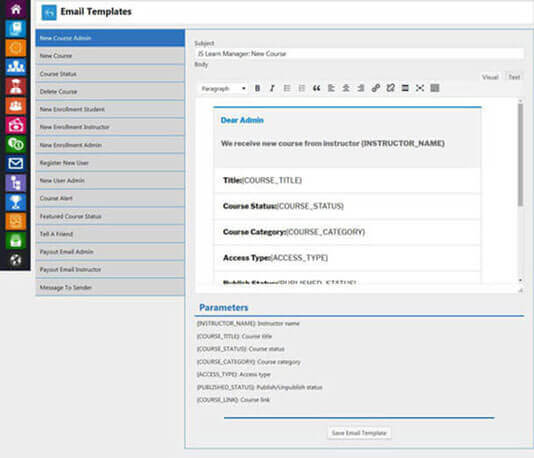 Email Templates
New Course Admin
New Course
Course Status
Delete Course
New Enrollment Student
New Enrollment Instructor
New Enrollment Admin
Register New User
New User Admin
Course Alert
Featured Course Status
Tell A Friend
Payout Email Admin
Payout Email Instructor
Message To Sender
Subject
JS Learn Manager: New Course
Body
Visual Text
Paragraph B I
Dear Admin
We receive new course from instructor {INSTRUCTOR_NAME}
Title:{COURSE_TITLE}
Course Status:{COURSE_STATUS}
Course Category:{COURSE_CATEGORY}
Access Type:{ACCESS_TYPE}
Publish Status:{PUBLISHED_STATUS}
Parameters
{INSTRUCTOR_NAME}: Instructor name
{COURSE_TITLE}: Course title
{COURSE_STATUS}: Course status
{COURSE_CATEGORY}: Course category
{ACCESS_TYPE}: Access type
{PUBLISHED_STATUS}: Publish/Unpublish status
{COURSE_LINK}: Course link
Save Email Template